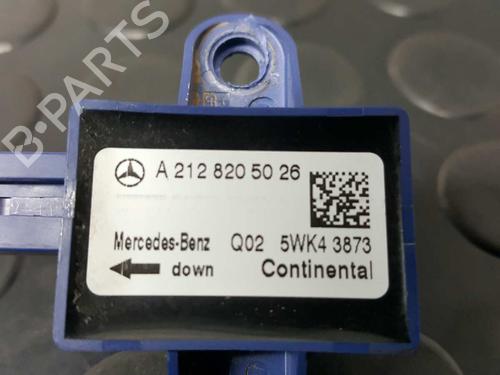 B-PARTS
A 212 820 50 26
Mercedes-Benz Q02 5WK4 3873
down Continental